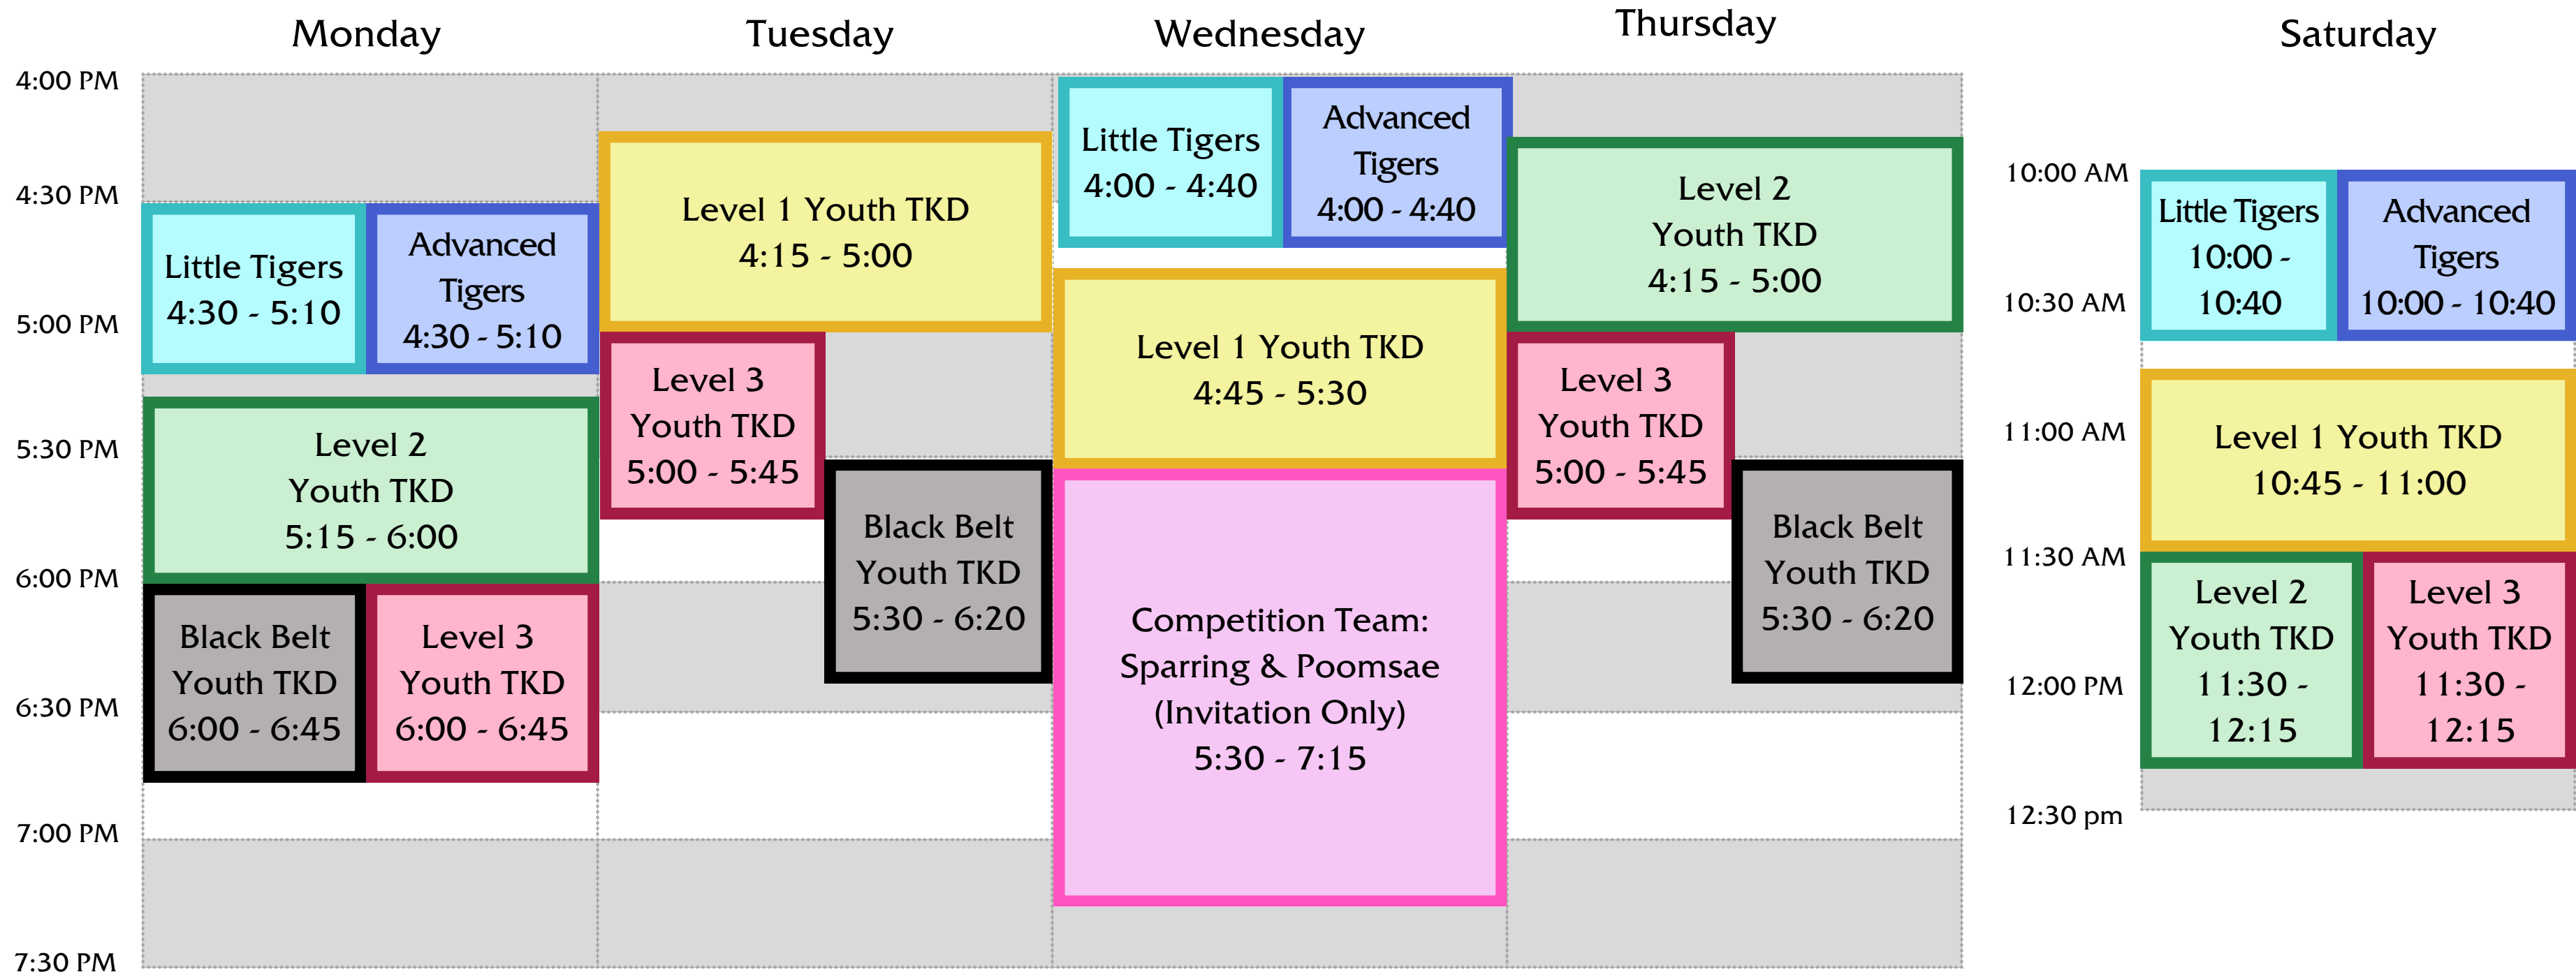 Monday
Tuesday
Wednesday
Thursday
Saturday
4:00 PM
4:30 PM
5:00 PM
5:30 PM
6:00 PM
6:30 PM
7:00 PM
7:30 PM
Little Tigers
4:30 - 5:10
Advanced
Tigers
4:30 - 5:10
Level 2
Youth TKD
5:15 - 6:00
Black Belt
Youth TKD
6:00 - 6:45
Level 3
Youth TKD
6:00 - 6:45
Level 1 Youth TKD
4:15 - 5:00
Level 3
Youth TKD
5:00 - 5:45
Black Belt
Youth TKD
5:30 - 6:20
Little Tigers
4:00 - 4:40
Advanced
Tigers
4:00 - 4:40
Level 1 Youth TKD
4:45 - 5:30
Competition Team:
Sparring & Poomsae
(Invitation Only)
5:30 - 7:15
Level 2
Youth TKD
4:15 - 5:00
Level 3
Youth TKD
5:00 - 5:45
Black Belt
Youth TKD
5:30 - 6:20
10:00 AM
10:30 AM
11:00 AM
11:30 AM
12:00 PM
12:30 pm
Little Tigers
10:00 -
10:40
Advanced
Tigers
10:00 - 10:40
Level 1 Youth TKD
10:45 - 11:00
Level 2
Youth TKD
11:30 -
12:15
Level 3
Youth TKD
11:30 -
12:15